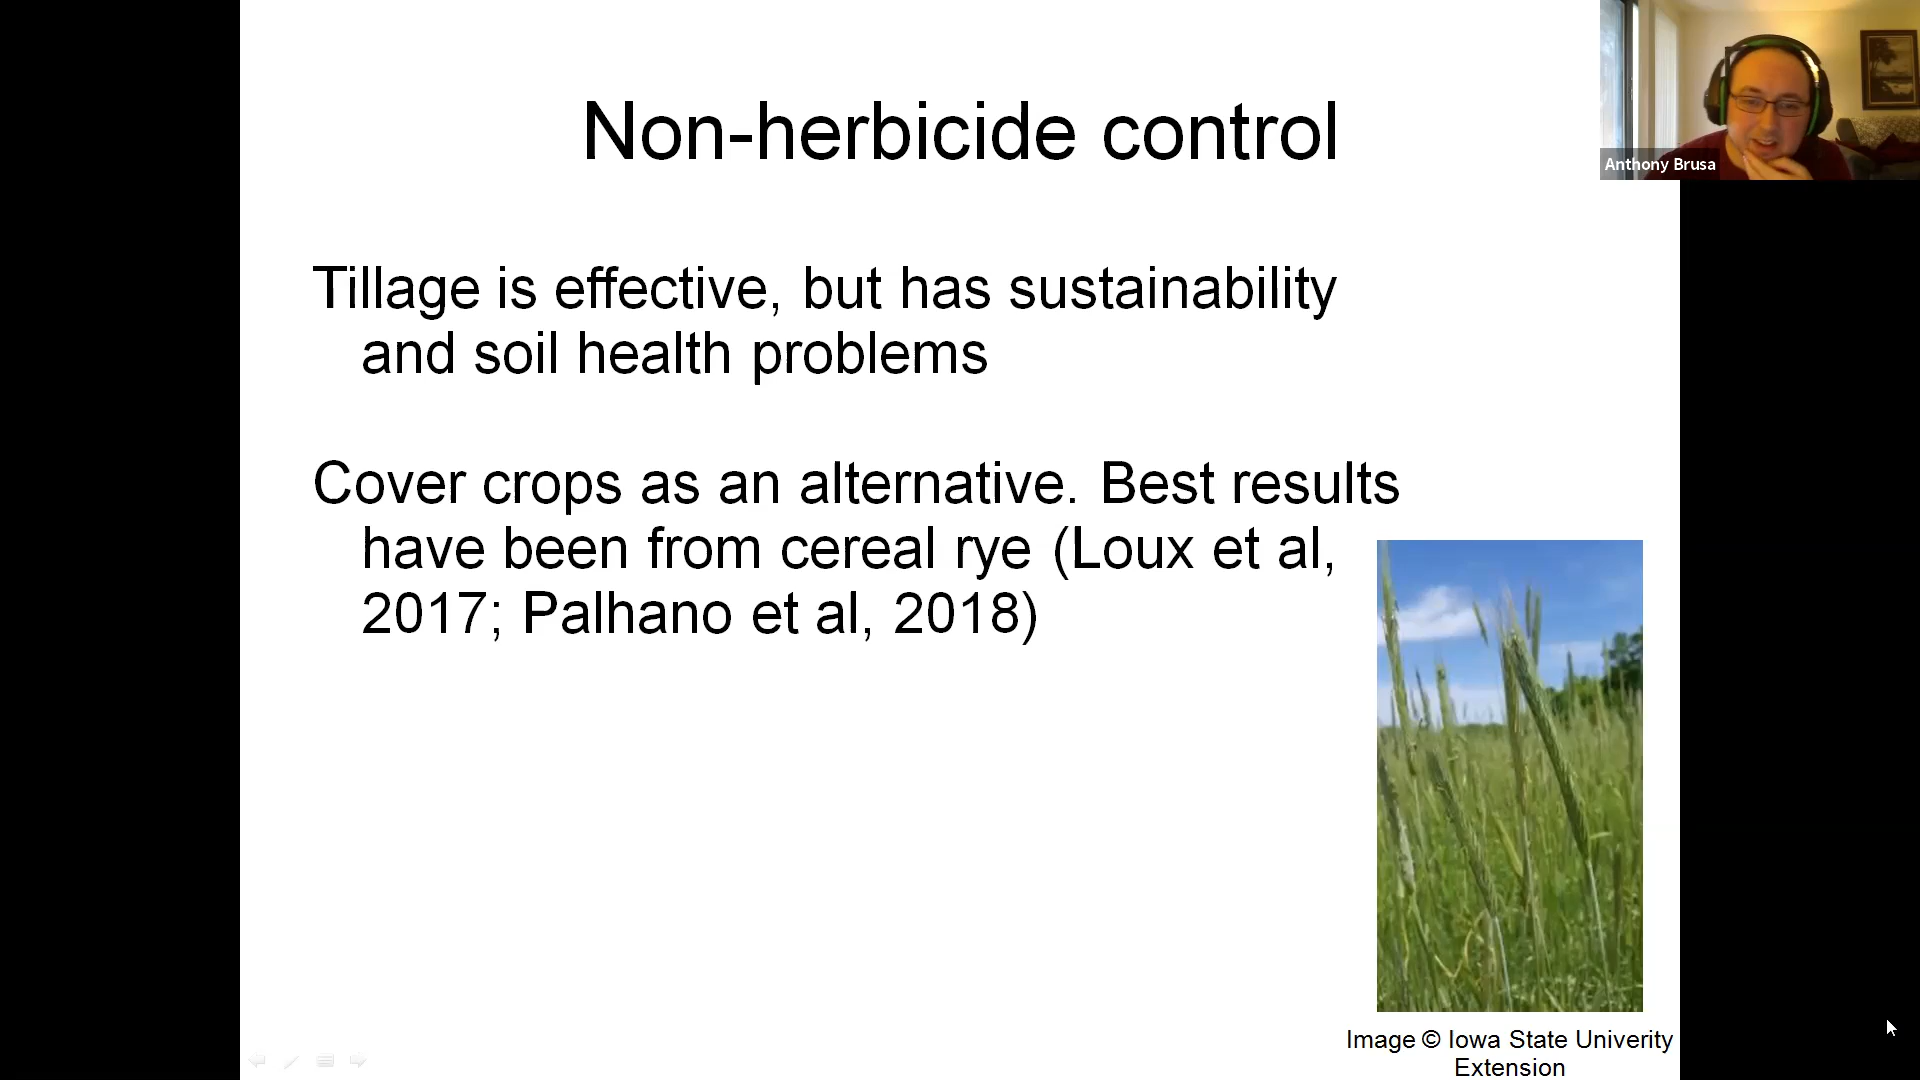 Non-herbicide control
Anthony Brusa
Tillage is effective, but has sustainability
and soil health problems
Cover crops as an alternative. Best results
have been from cereal rye (Loux et al,
2017; Palhano et al, 2018)
Image © Iowa State Univerity
Extension